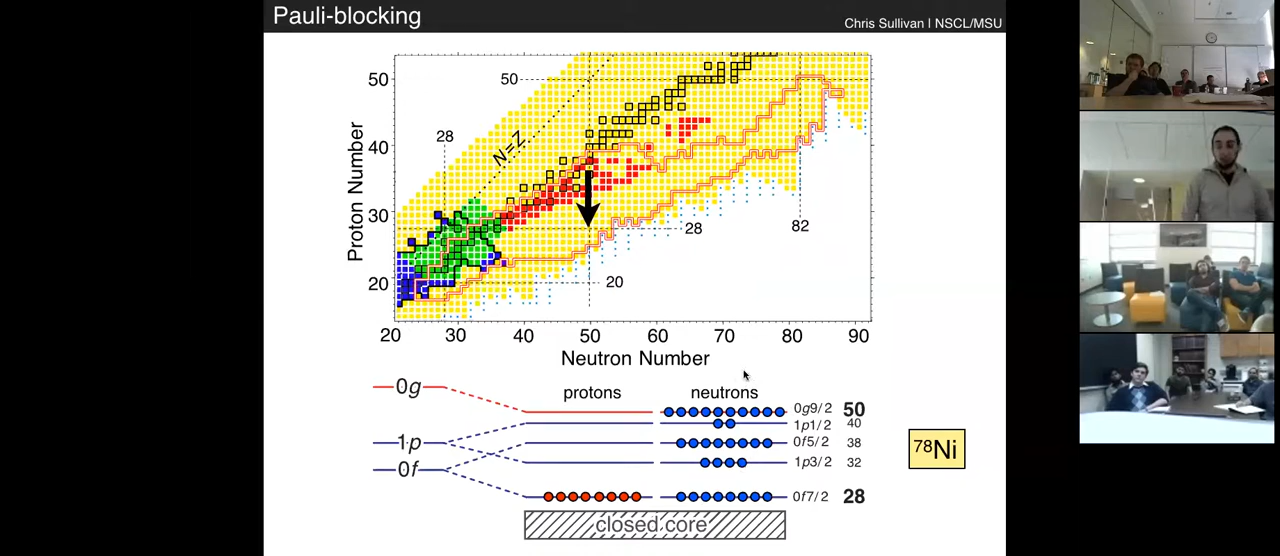 Pauli-blocking
Chris Sullivan | NSCL/MSU
Proton Number
50
40
30
20
50
28
N=Z
28
82
20
20 30 40 50 60 70 80 90
Neutron Number
0g
1p
0f
protons neutrons
0g9/2 50
1p1/2 40
0f5/2 38
1p3/2 32
0f7/2 28
closed core
78Ni